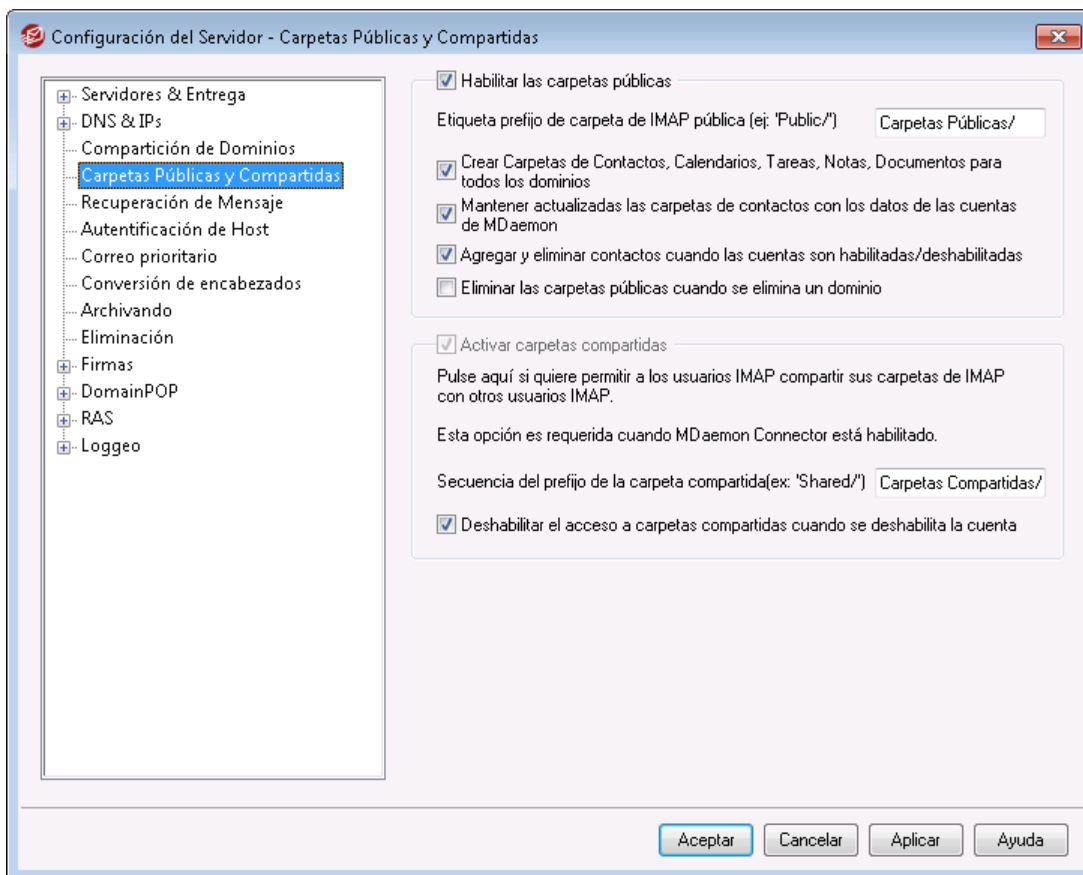 Configuración del Servidor - Carpetas Públicas y Compartidas
Servidores & Entrega
DNS & IPs
Compartición de Dominios
Carpetas Públicas y Compartidas
Recuperación de Mensaje
Autentificación de Host
Correo prioritario
Conversión de encabezados
Archivando
Eliminación
Firmas
DomainPOP
RAS
Loggeo
Habilitar las carpetas públicas
Etiqueta prefijo de carpeta de IMAP pública (ej: 'Public/')
Carpetas Públicas/
Crear Carpetas de Contactos, Calendarios, Tareas, Notas, Documentos para
todos los dominios
Mantener actualizadas las carpetas de contactos con los datos de las cuentas
de MDaemon
Agregar y eliminar contactos cuando las cuentas son habilitadas/deshabilitadas
Eliminar las carpetas públicas cuando se elimina un dominio
Activar carpetas compartidas
Pulse aquí si quiere permitir a los usuarios IMAP compartir sus carpetas de IMAP
con otros usuarios IMAP.
Esta opción es requerida cuando MDaemon Connector está habilitado.
Secuencia del prefijo de la carpeta compartida(ex: 'Shared/')
Carpetas Compartidas/
Deshabilitar el acceso a carpetas compartidas cuando se deshabilita la cuenta
Aceptar
Cancelar
Aplicar
Ayuda